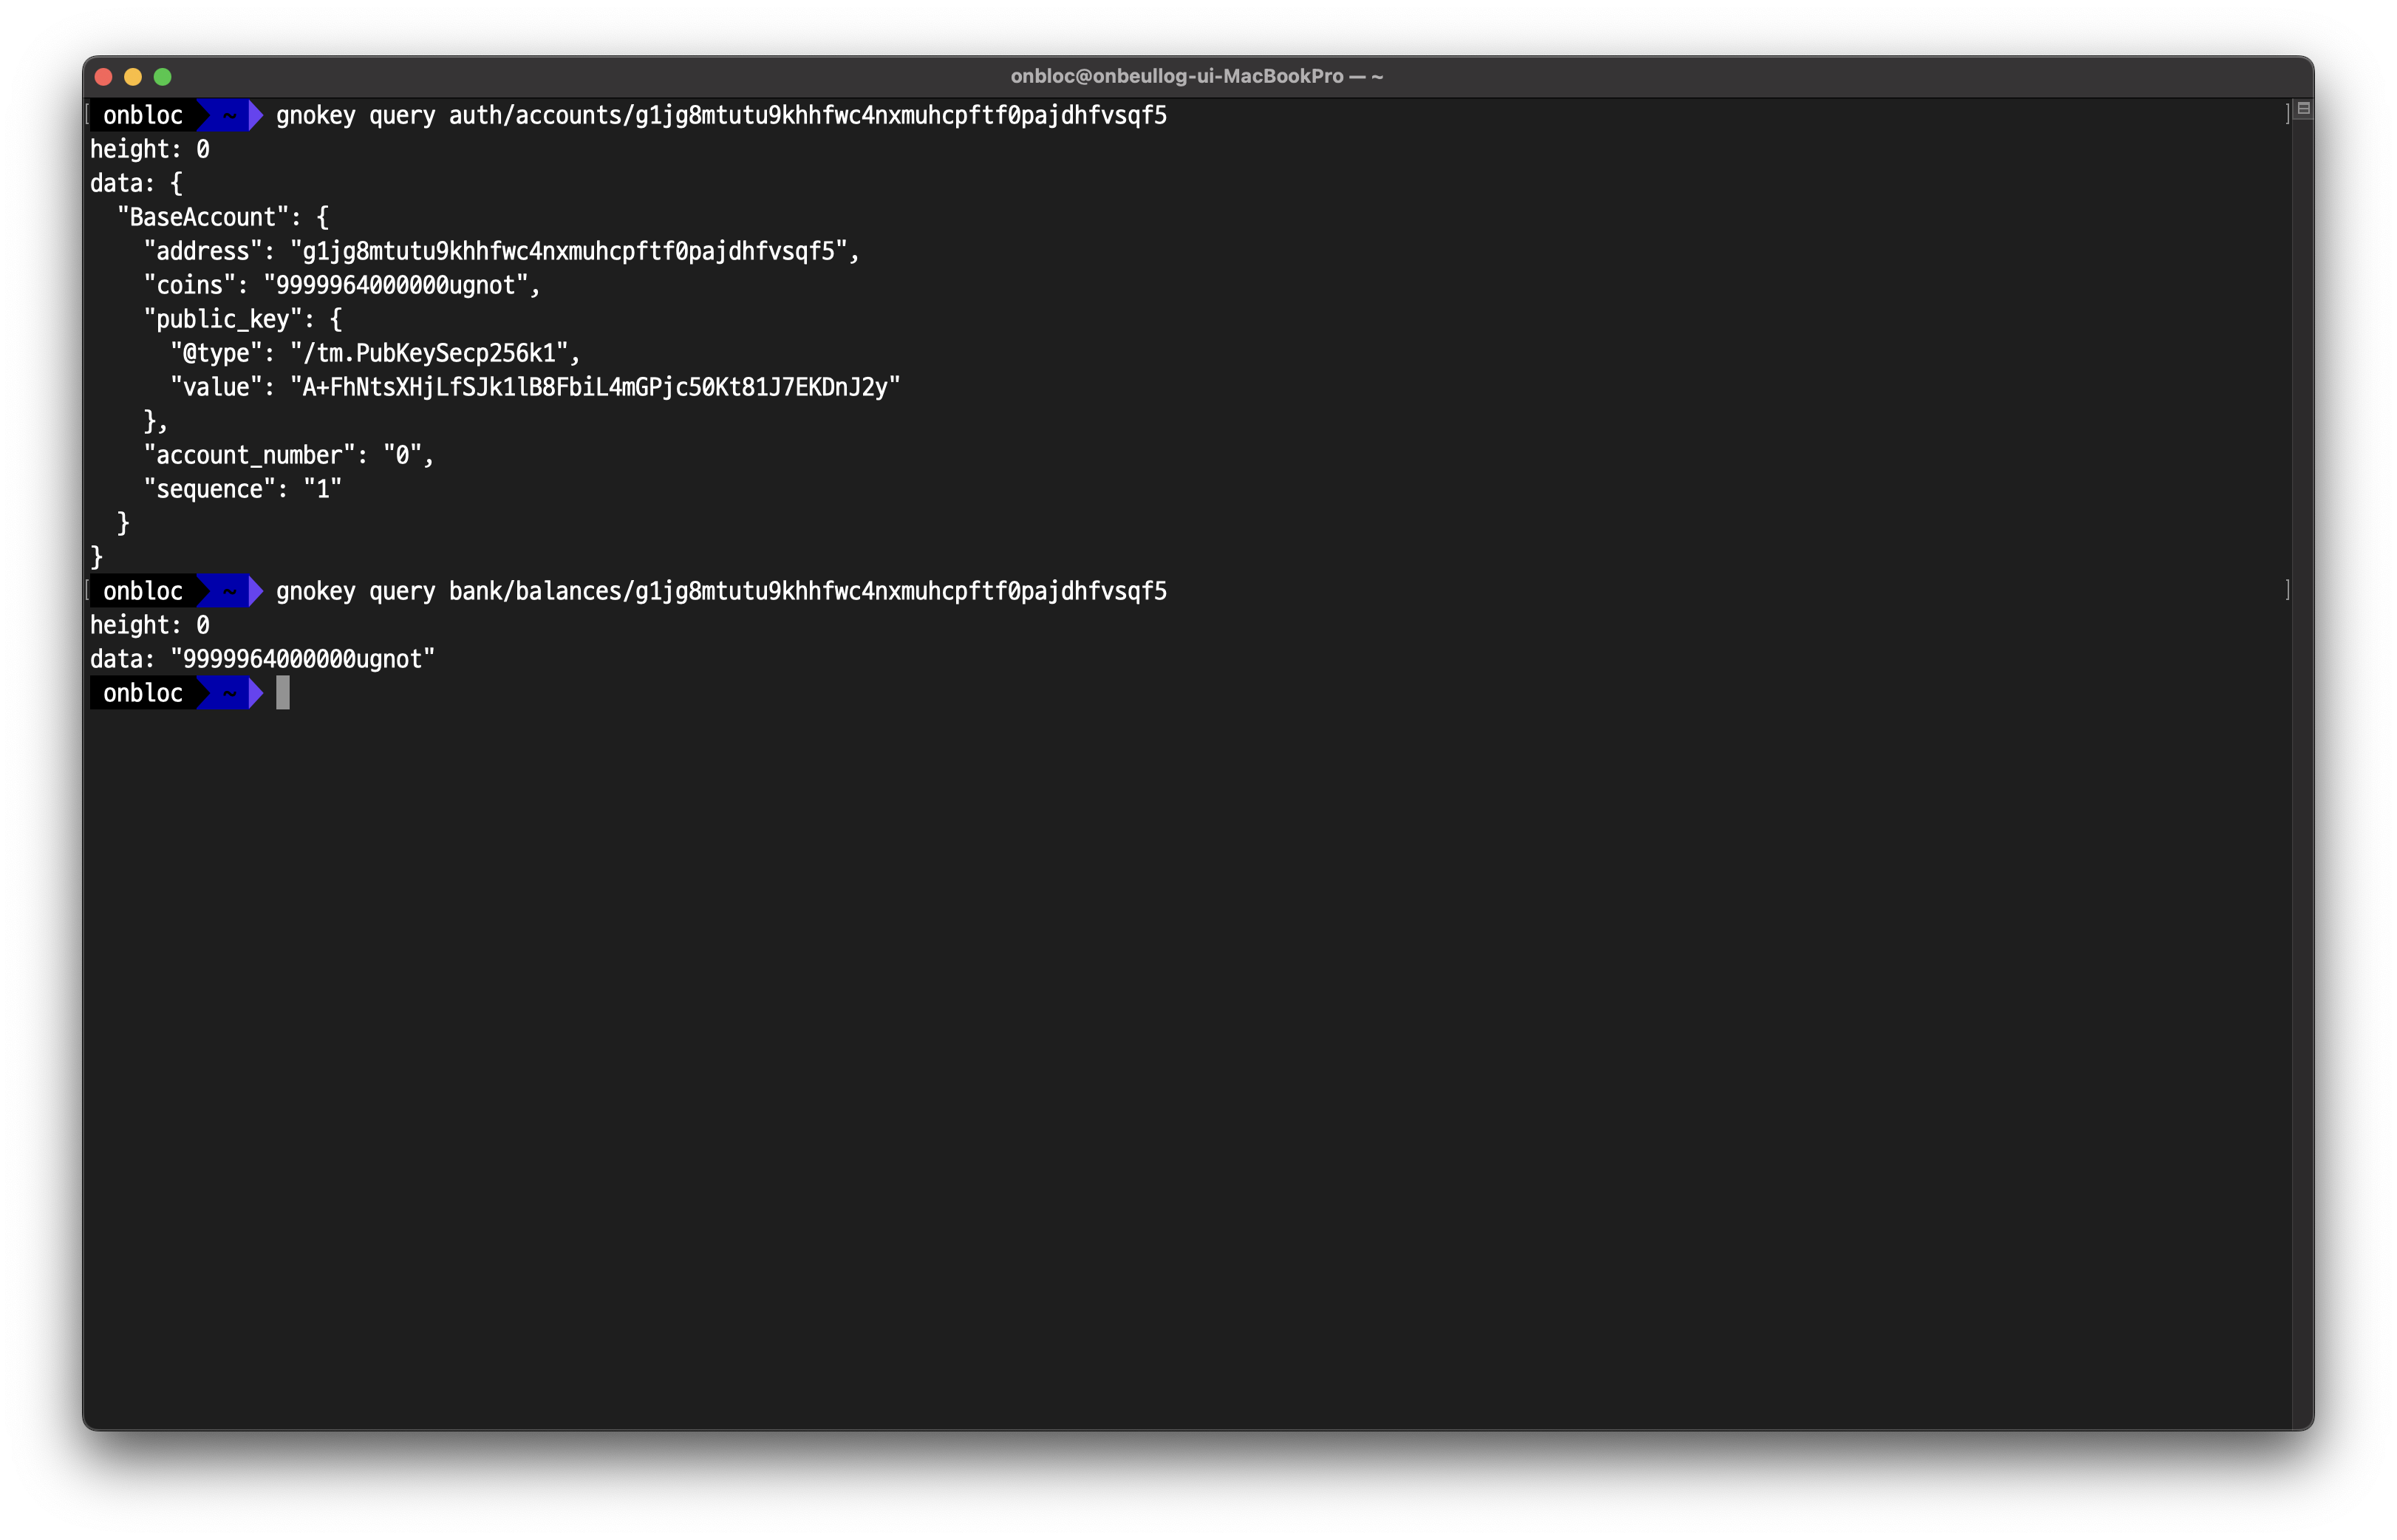 onbloc@onbeullog-ui-MacBookPro — ~
[ onbloc ~ gnokey query auth/accounts/g1jg8mtutu9khhfwc4nxmuhcpftf0pajdhfvsqf5 ]
height: 0
data: {
  "BaseAccount": {
    "address": "g1jg8mtutu9khhfwc4nxmuhcpftf0pajdhfvsqf5",
    "coins": "9999964000000ugnot",
    "public_key": {
      "@type": "/tm.PubKeySecp256k1",
      "value": "A+FhNtsXHjLfSJk1lB8FbiL4mGPjc50Kt81J7EKDnJ2y"
    },
    "account_number": "0",
    "sequence": "1"
  }
}
[ onbloc ~ gnokey query bank/balances/g1jg8mtutu9khhfwc4nxmuhcpftf0pajdhfvsqf5 ]
height: 0
data: "9999964000000ugnot"
onbloc ~